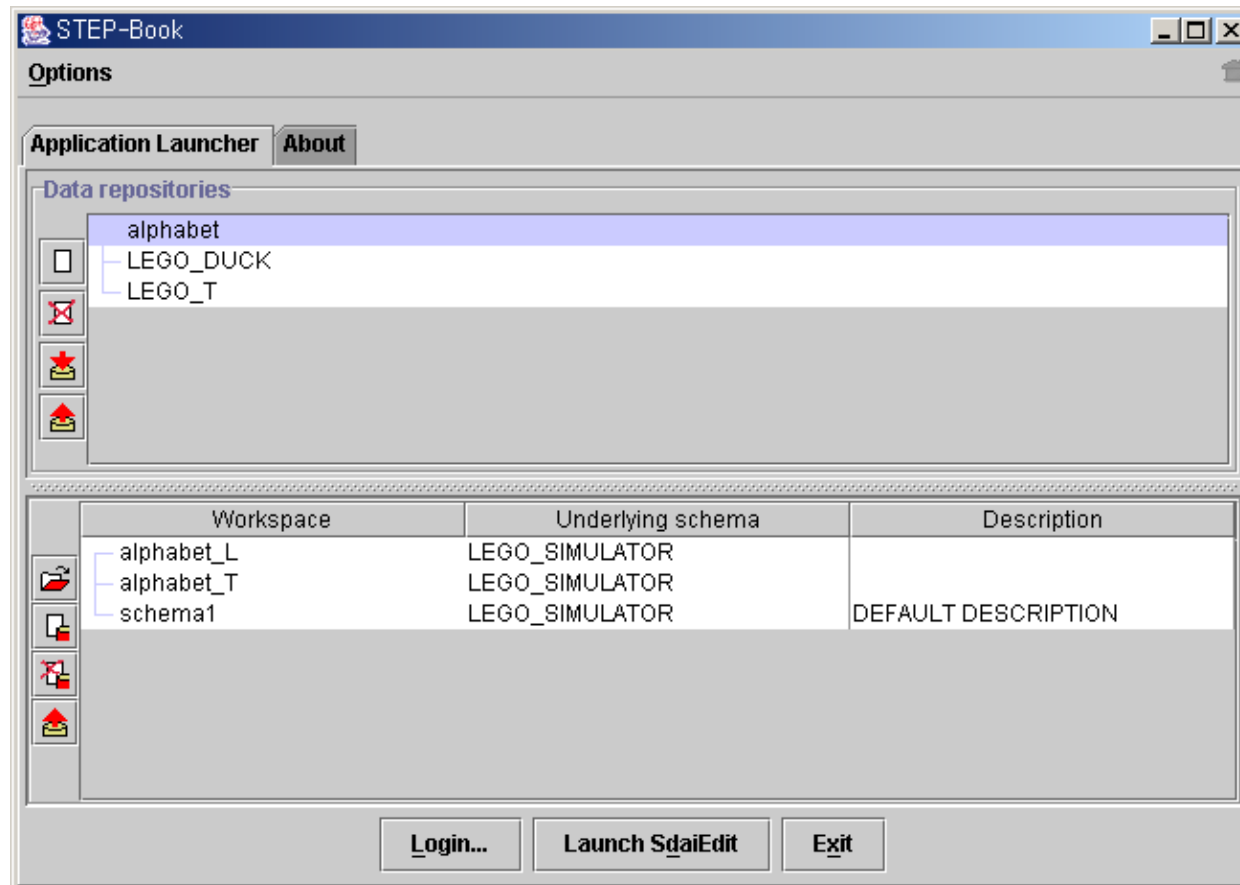 STEP-Book
Options
Application Launcher About
Data repositories
alphabet
LEGO_DUCK
LEGO_T
Workspace Underlying schema Description
alphabet_L LEGO_SIMULATOR
alphabet_T LEGO_SIMULATOR
schema1 LEGO_SIMULATOR DEFAULT DESCRIPTION
Login... Launch SdaiEdit Exit